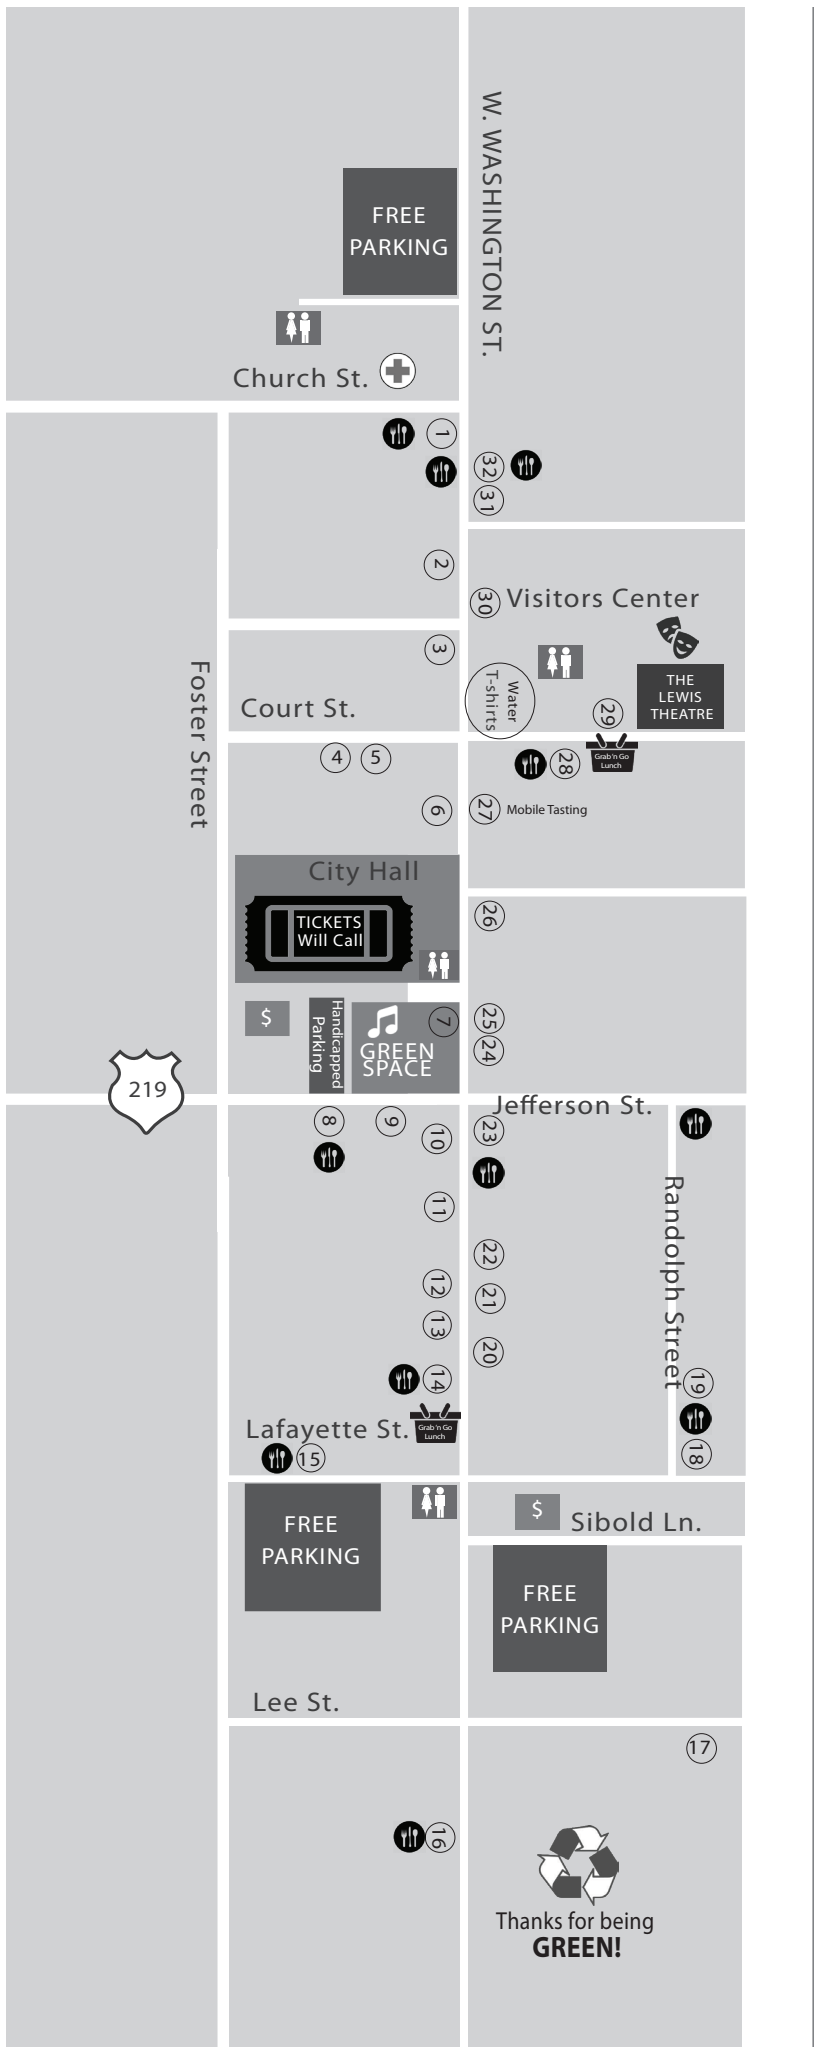 W. WASHINGTON ST.
FREE
PARKING
Church St.
1
32
31
2
30
Visitors Center
3
Foster Street
Court St.
Water
T-shirts
THE
LEWIS
THEATRE
29
4
5
28
Grab'n Go
Lunch
6
27
Mobile Tasting
City Hall
TICKETS
Will Call
26
$
Handicapped
Parking
7
GREEN
SPACE
25
24
219
Jefferson St.
8
9
10
23
Randolph Street
11
22
12
21
13
20
14
19
Lafayette St.
Grab'n Go
Lunch
15
18
FREE
PARKING
$
Sibold Ln.
FREE
PARKING
Lee St.
17
16
Thanks for being
GREEN!